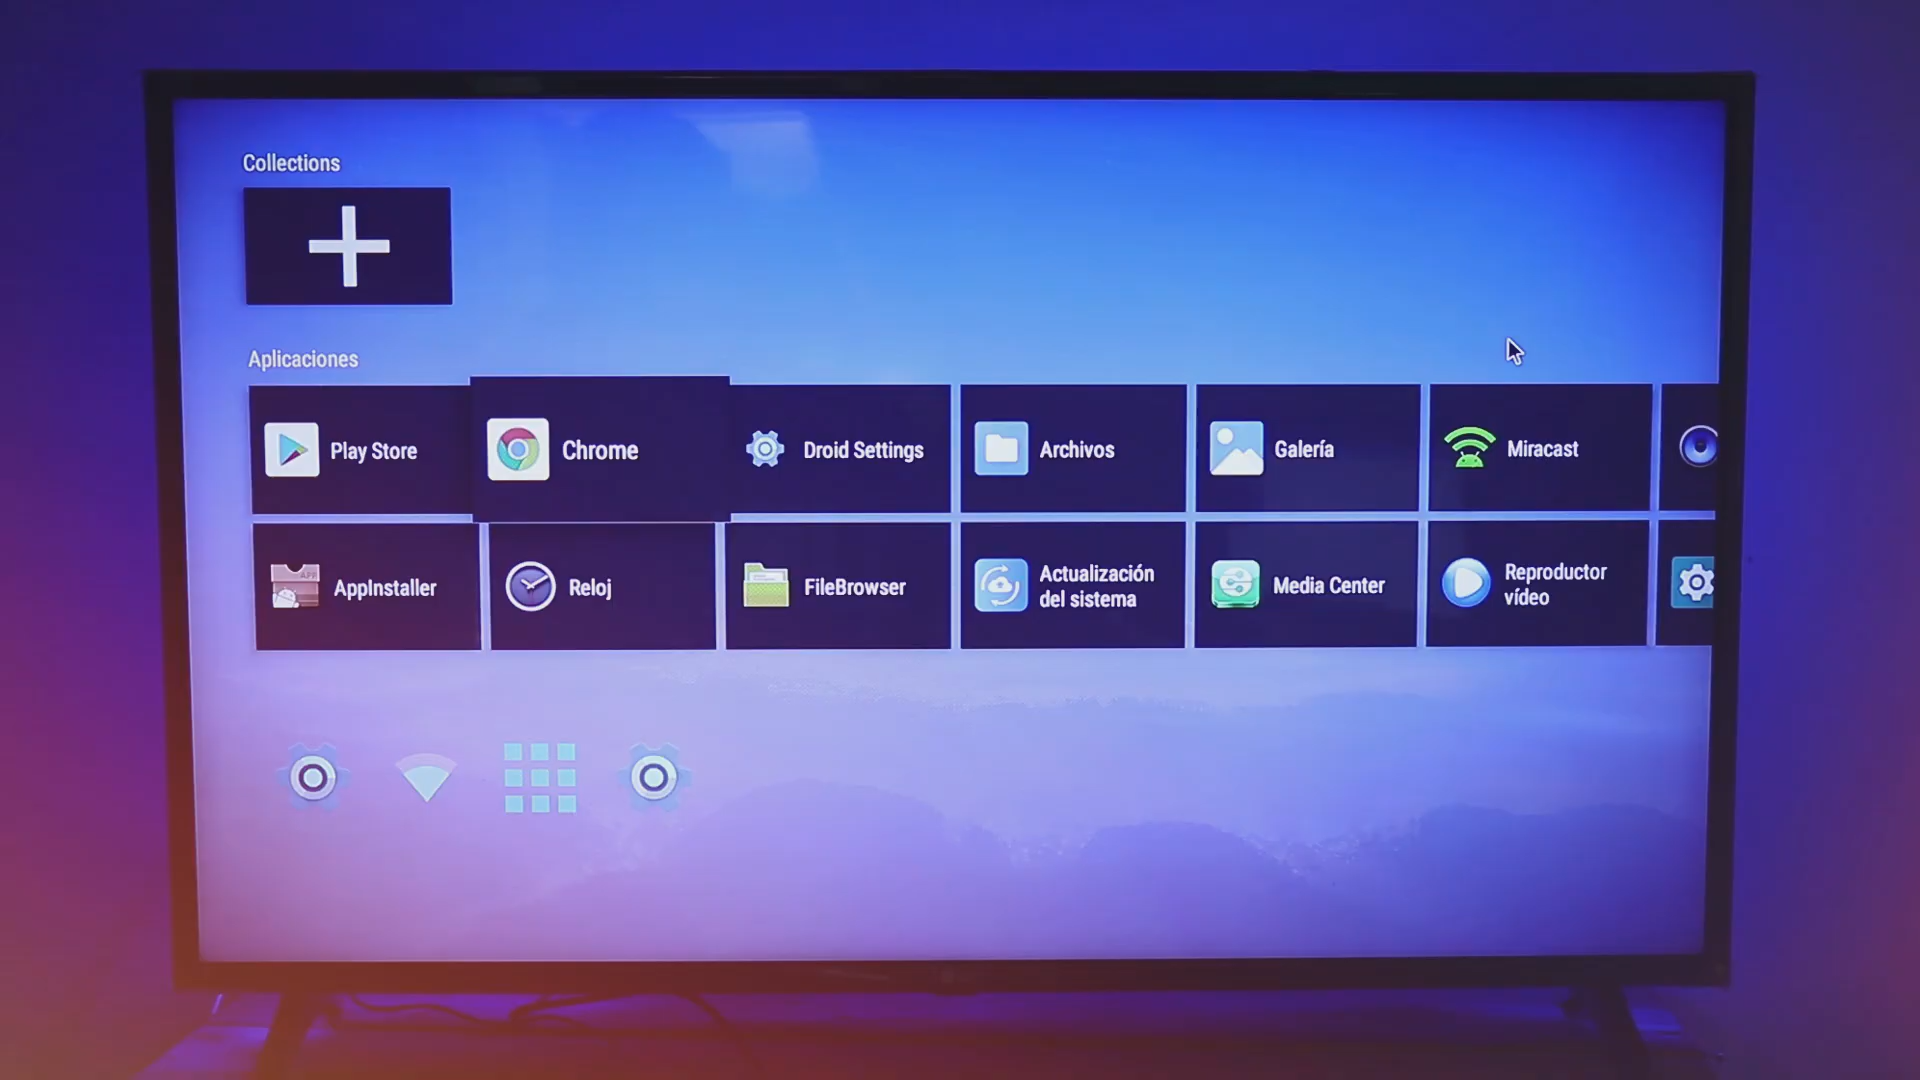 Collections
Aplicaciones
Play Store
Chrome
Droid Settings
Archivos
Galería
Miracast
AppInstaller
Reloj
FileBrowser
Actualización
del sistema
Media Center
Reproductor
vídeo